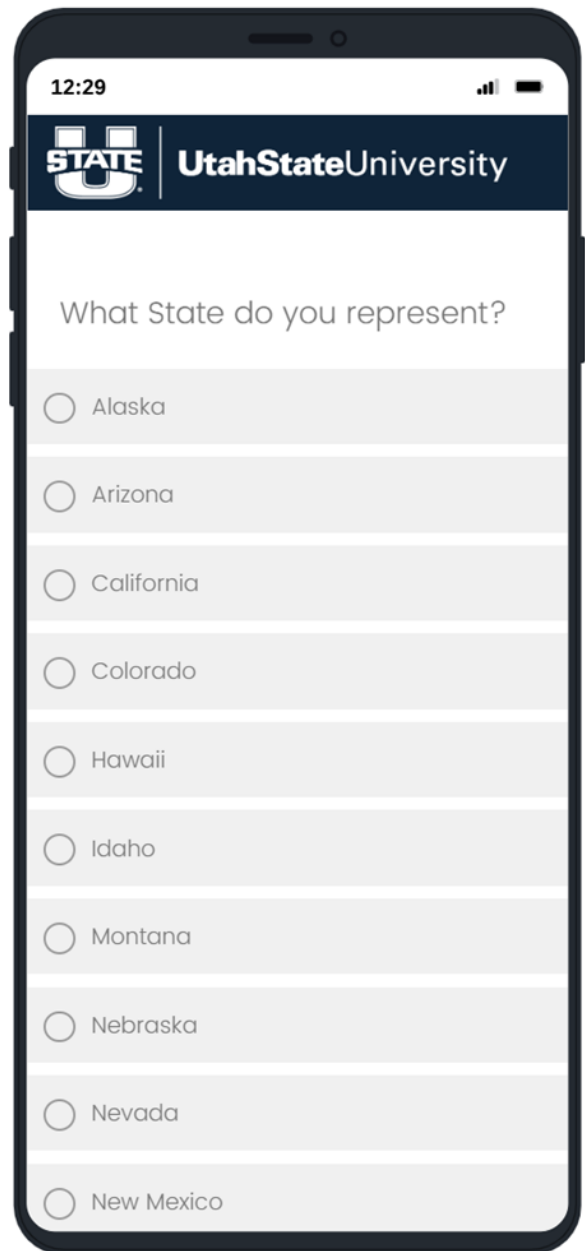 12:29
STATE UtahStateUniversity
What State do you represent?
Alaska
Arizona
California
Colorado
Hawaii
Idaho
Montana
Nebraska
Nevada
New Mexico